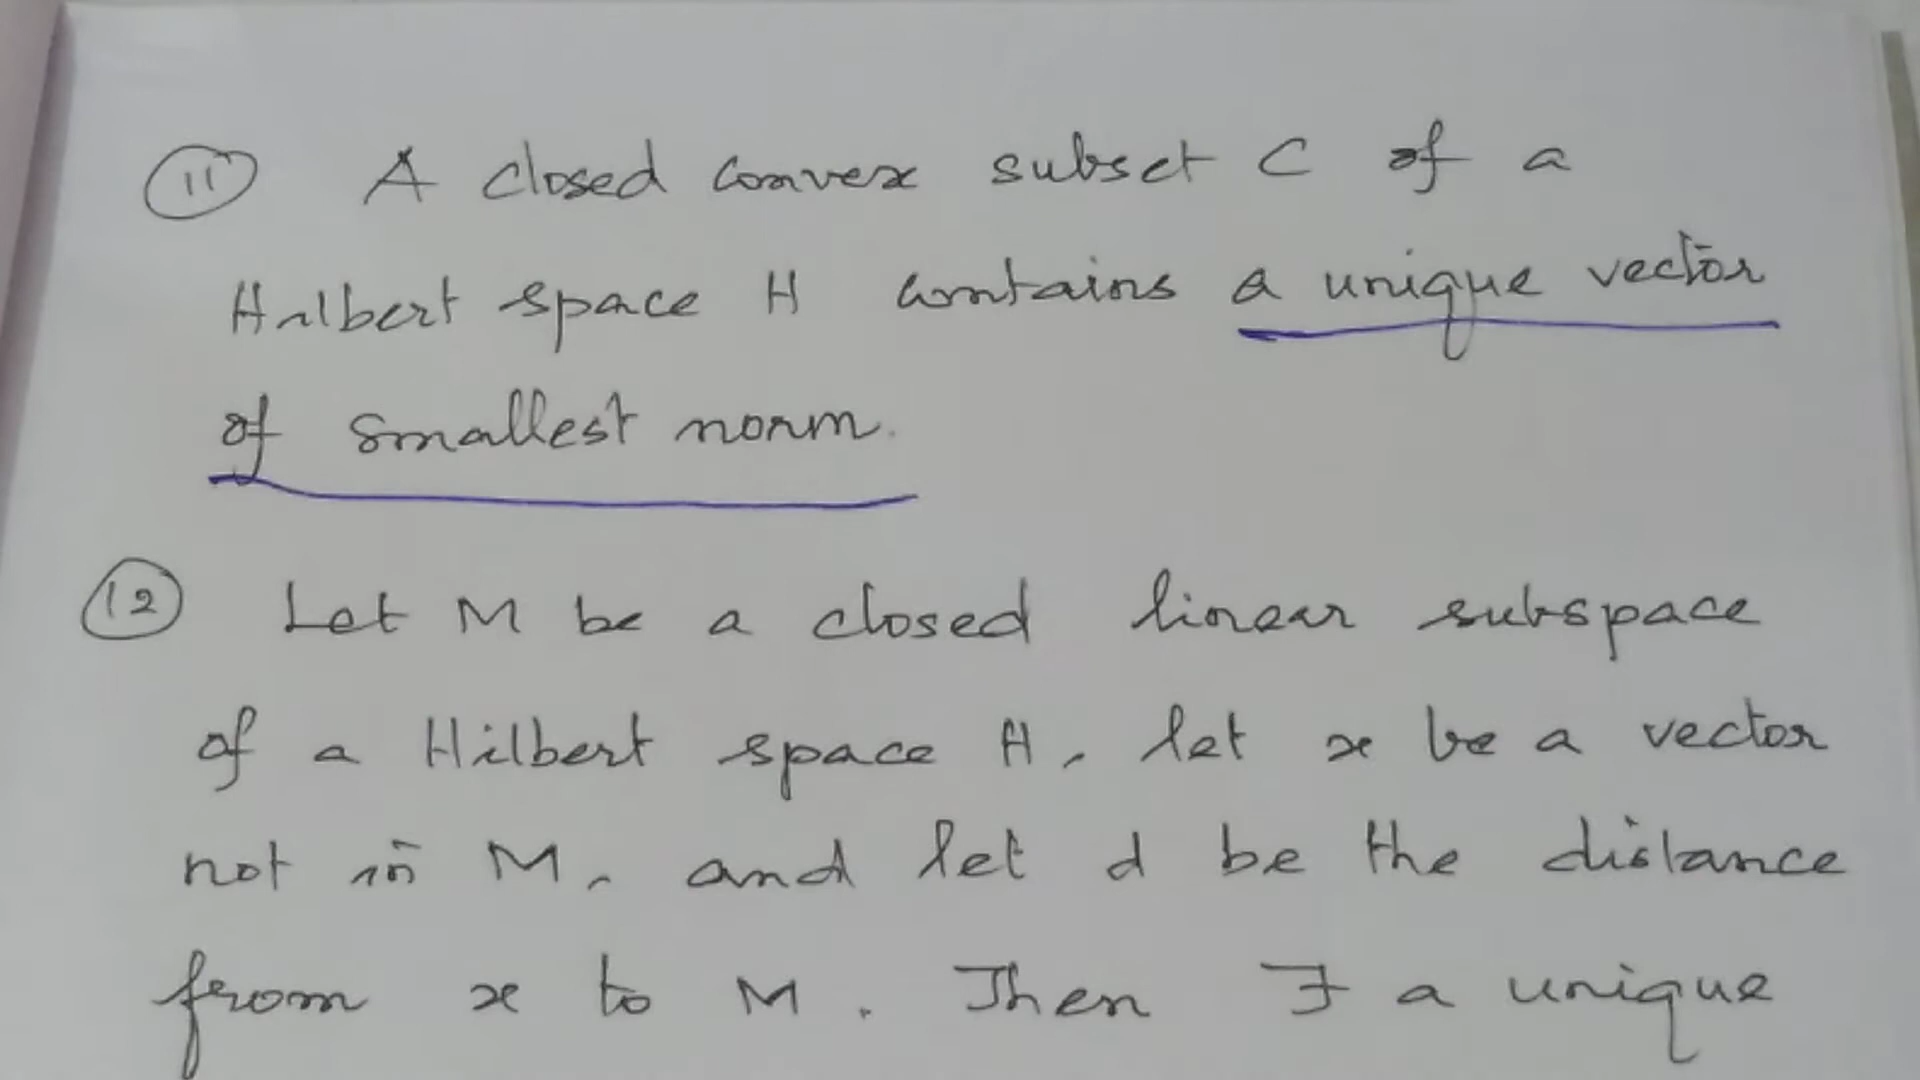 11 A closed convex subset C of a
Hilbert space H contains a unique vector
of smallest norm.
12 Let M be a closed linear subspace
of a Hilbert space H, let x be a vector
not in M, and let d be the distance
from x to M. Then ∃ a unique